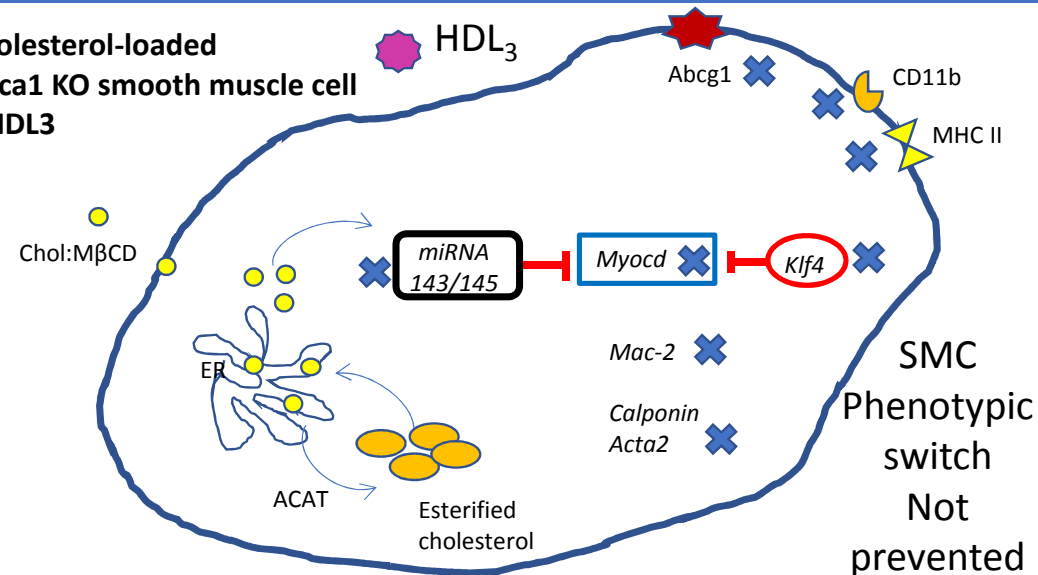 olesterol-loaded
ca1 KO smooth muscle cell
HDL3
HDL₃
Abcg1
CD11b
MHC II
Chol:MβCD
miRNA
143/145
Myocd
Klf4
ER
Mac-2
Calponin
Acta2
ACAT
Esterified
cholesterol
SMC
Phenotypic
switch
Not
prevented